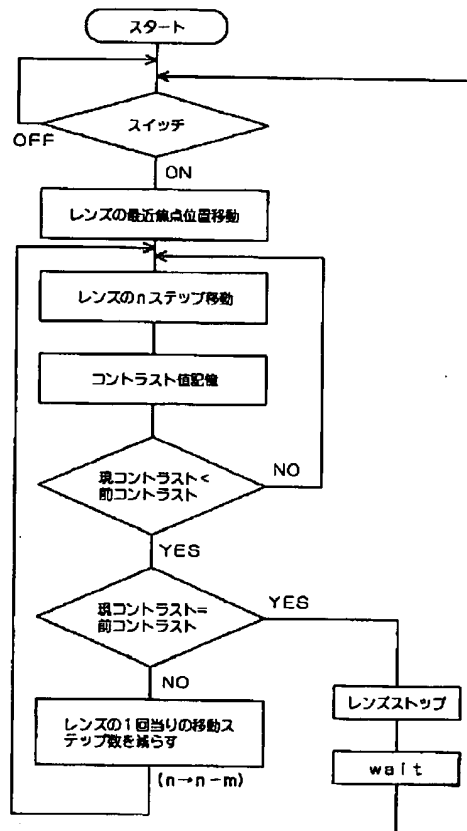 スタート
スイッチ
OFF
ON
レンズの最近焦点位置移動
レンズのnステップ移動
コントラスト値記憶
現コントラスト<
前コントラスト
NO
YES
現コントラスト=
前コントラスト
YES
NO
レンズの1回当りの移動ス
テップ数を減らす
(n→n-m)
レンズストップ
wait